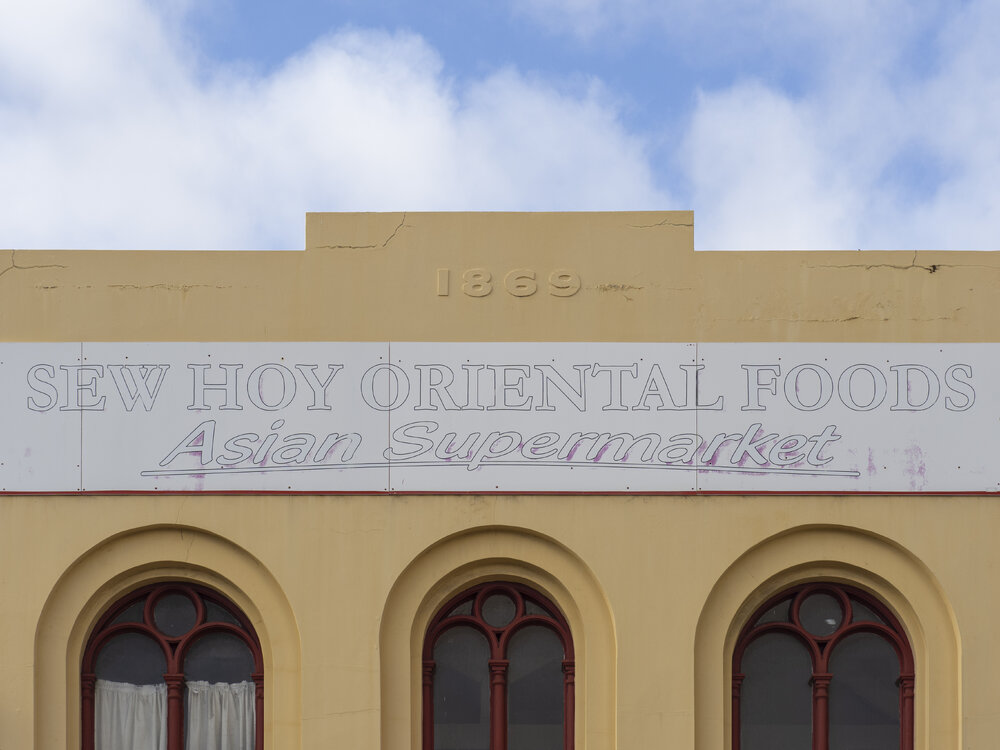 1869
SEW HOY ORIENTAL FOODS
Asian Supermarket